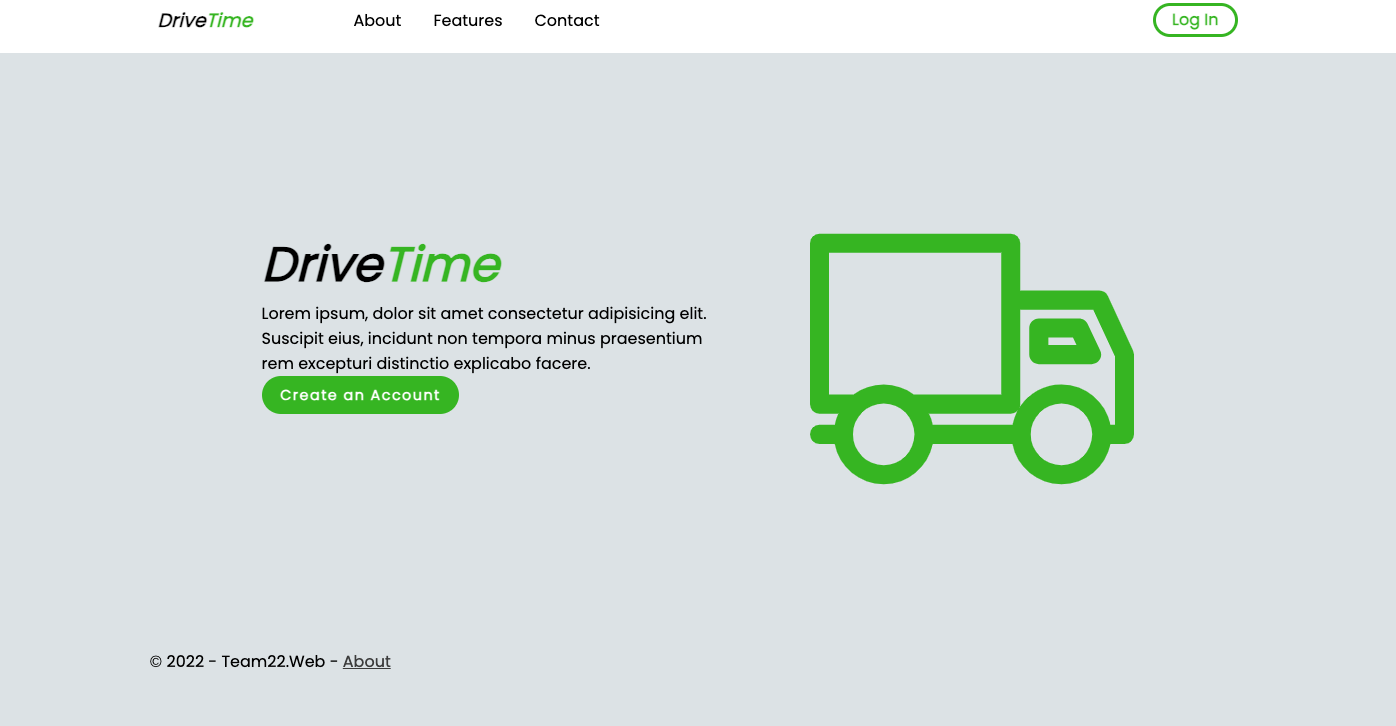 DriveTime About Features Contact Log In
DriveTime
Lorem ipsum, dolor sit amet consectetur adipisicing elit.
Suscipit eius, incidunt non tempora minus praesentium
rem excepturi distinctio explicabo facere.
Create an Account
© 2022 - Team22.Web - About